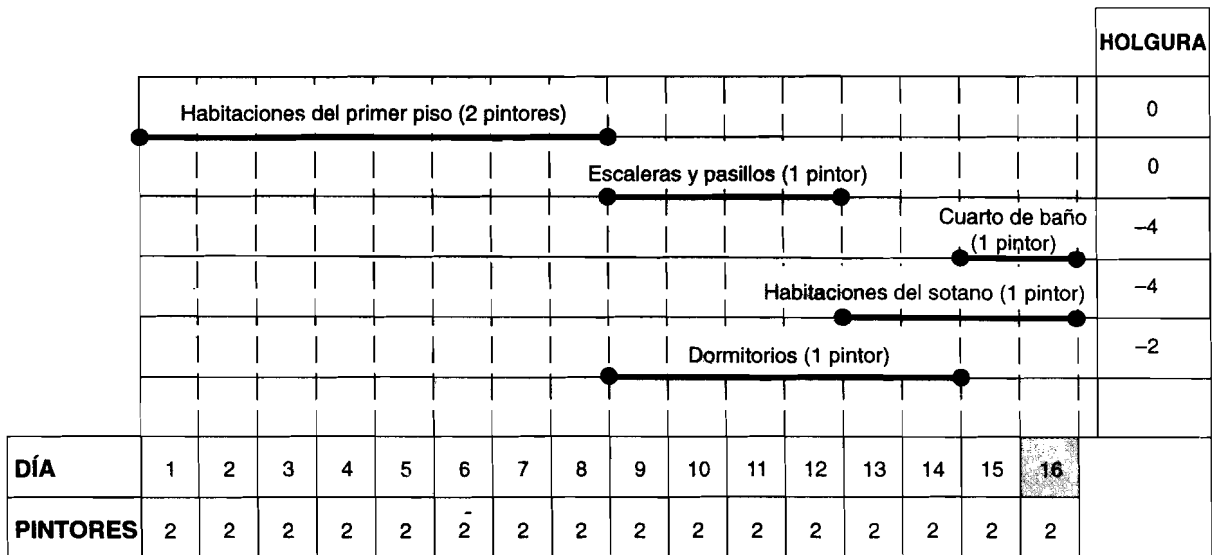 HOLGURA
Habitaciones del primer piso (2 pintores)
0
Escaleras y pasillos (1 pintor)
0
Cuarto de baño
(1 pintor)
−4
Habitaciones del sotano (1 pintor)
−4
Dormitorios (1 pintor)
−2
DÍA 1 2 3 4 5 6 7 8 9 10 11 12 13 14 15 16
PINTORES 2 2 2 2 2 2 2 2 2 2 2 2 2 2 2 2